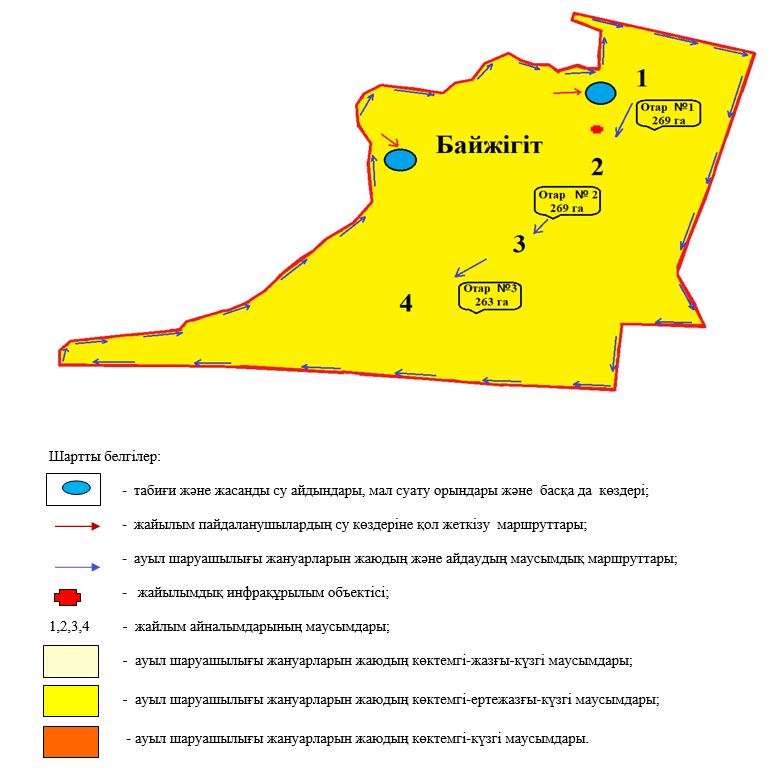 1
Отар №1
269 га
Байжігіт
2
Отар № 2
269 га
3
Отар №3
263 га
4
Шартты белгілер:
- табиғи және жасанды су айдындары, мал суату орындары және басқа да көздері;
- жайылым пайдаланушылардың су көздеріне қол жеткізу маршруттары;
- ауыл шаруашылығы жануарларын жаюдың және айдаудың маусымдық маршруттары;
- жайылымдық инфрақұрылым объектісі;
1,2,3,4 - жайлым айналымдарының маусымдары;
- ауыл шаруашылығы жануарларын жаюдың көктемгі-жазғы-күзгі маусымдары;
- ауыл шаруашылығы жануарларын жаюдың көктемгі-ертежазғы-күзгі маусымдары;
- ауыл шаруашылығы жануарларын жаюдың көктемгі-күзгі маусымдары.